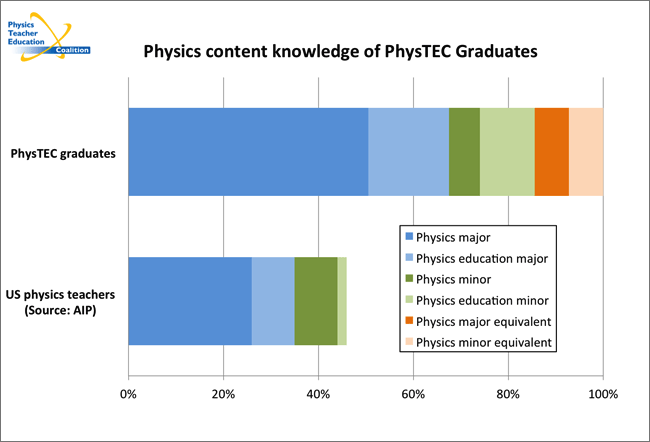 Physics
Teacher
Education
Coalition
Physics content knowledge of PhysTEC Graduates
PhysTEC graduates
US physics teachers
(Source: AIP)
Physics major
Physics education major
Physics minor
Physics education minor
Physics major equivalent
Physics minor equivalent
0%
20%
40%
60%
80%
100%